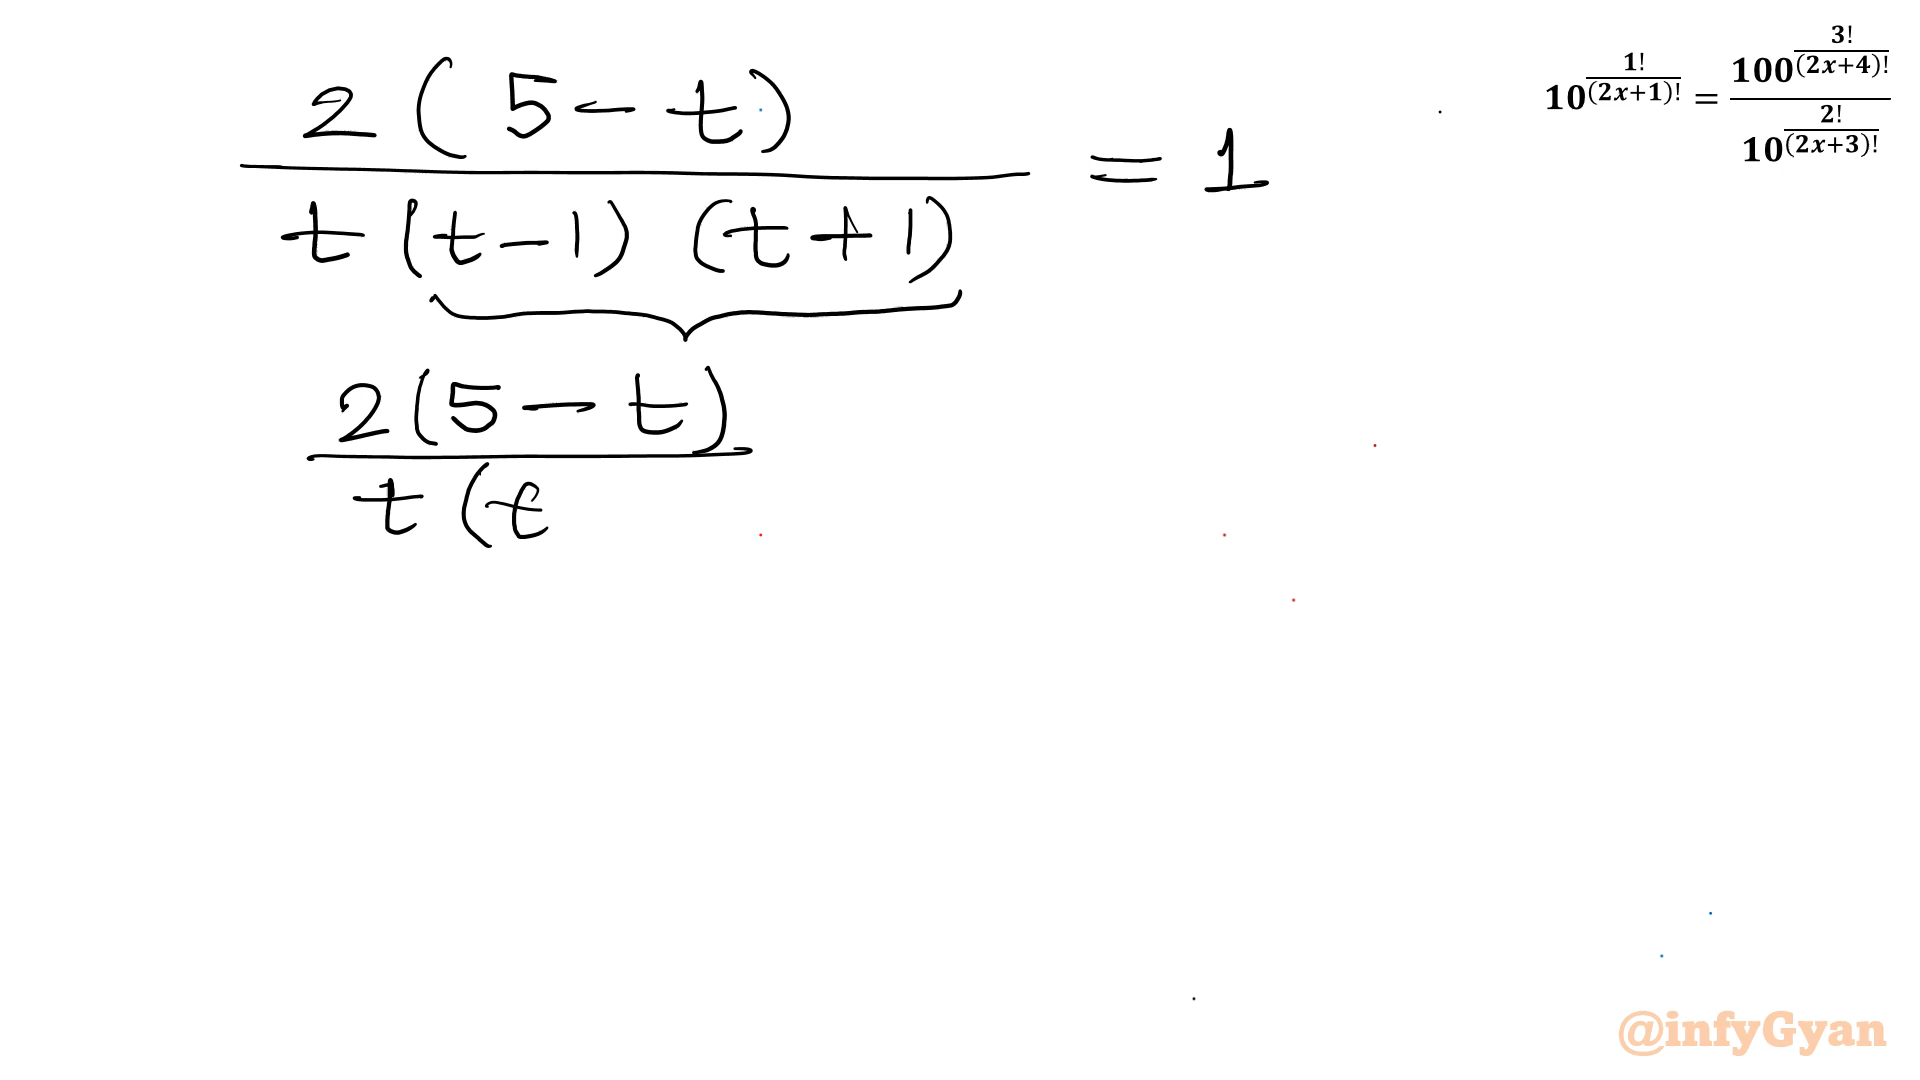 2(5-t)/t(t-1)(t+1) = 1
10^(1!/(2x+1)!) = 100^(3!/(2x+4)!)/10^(2!/(2x+3)!)
2(5-t)/t(t
@infyGyan